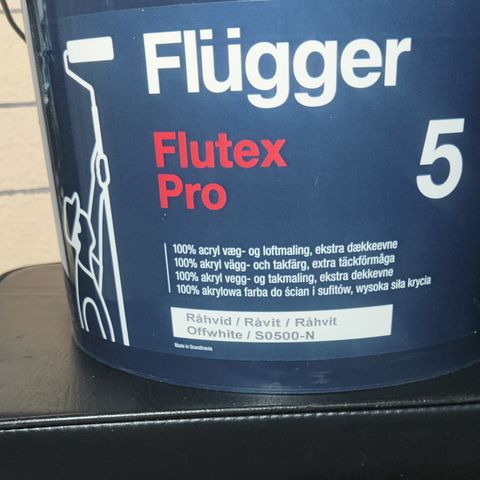 Flügger
Flutex
Pro
5
100% acryl væg- og loftmaling, ekstra dækkeevne
100% akryl vägg- och takfärg, extra täckförmåga
100% akryl vegg- og takmaling, ekstra dekkevne
100% akrylowa farba do ścian i sufitów, wysoka siła krycia
Råhvid / Råvit / Råhvit
Offwhite / S0500-N
Made in Scandinavia